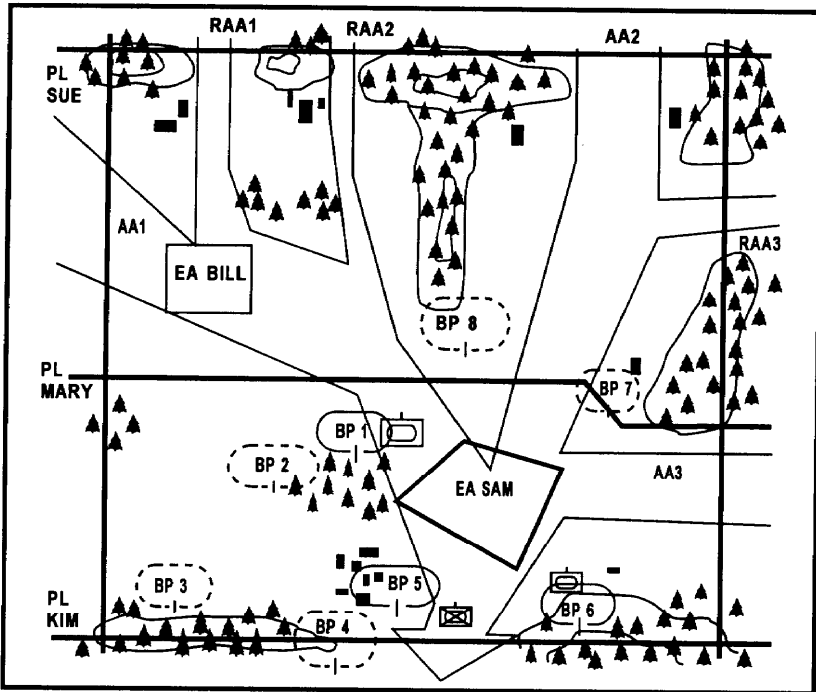 RAA1
RAA2
AA2
PL
SUE
AA1
EA BILL
RAA3
BP 8
PL
MARY
BP 7
BP 1
BP 2
EA SAM
AA3
BP 3
BP 5
PL
KIM
BP 4
BP 6